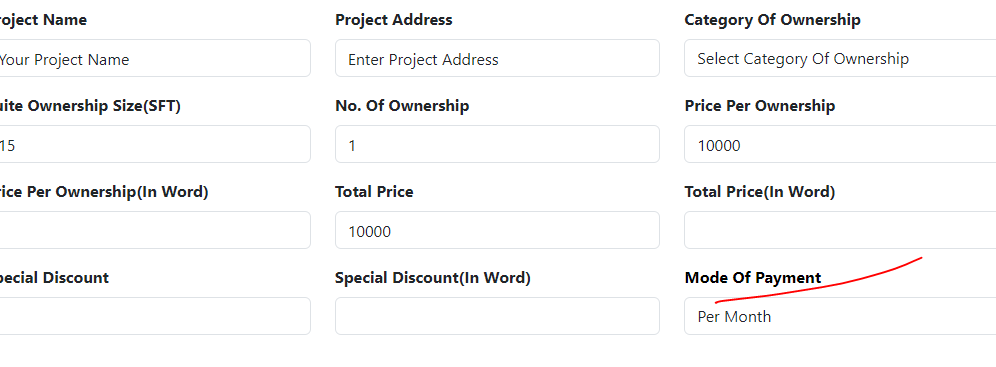 roject Name Project Address Category Of Ownership
Your Project Name Enter Project Address Select Category Of Ownership
uite Ownership Size(SFT) No. Of Ownership Price Per Ownership
15 1 10000
rice Per Ownership(In Word) Total Price Total Price(In Word)
10000
pecial Discount Special Discount(In Word) Mode Of Payment
Per Month